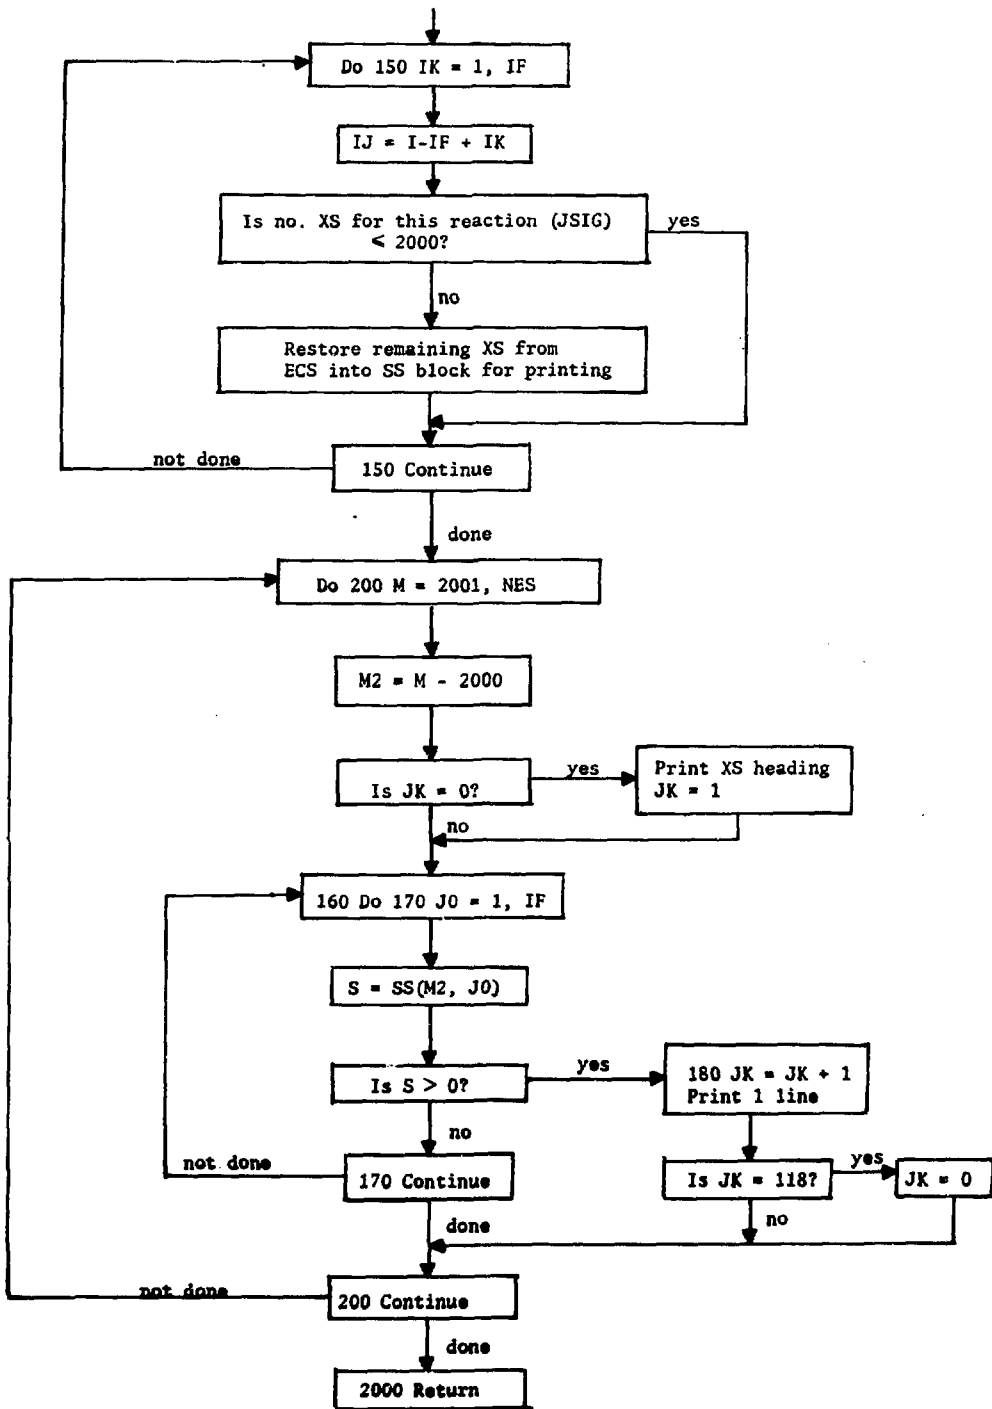 Do 150 IK = 1, IF
IJ = I-IF + IK
Is no. XS for this reaction (JSIG)
≤ 2000?
yes
no
Restore remaining XS from
ECS into SS block for printing
not done
150 Continue
done
Do 200 M = 2001, NES
M2 = M - 2000
Is JK = 0?
yes
Print XS heading
JK = 1
no
160 Do 170 J0 = 1, IF
S = SS(M2, J0)
Is S > 0?
yes
180 JK = JK + 1
Print 1 line
no
not done
170 Continue
Is JK = 118?
yes
JK = 0
no
done
not done
200 Continue
done
2000 Return